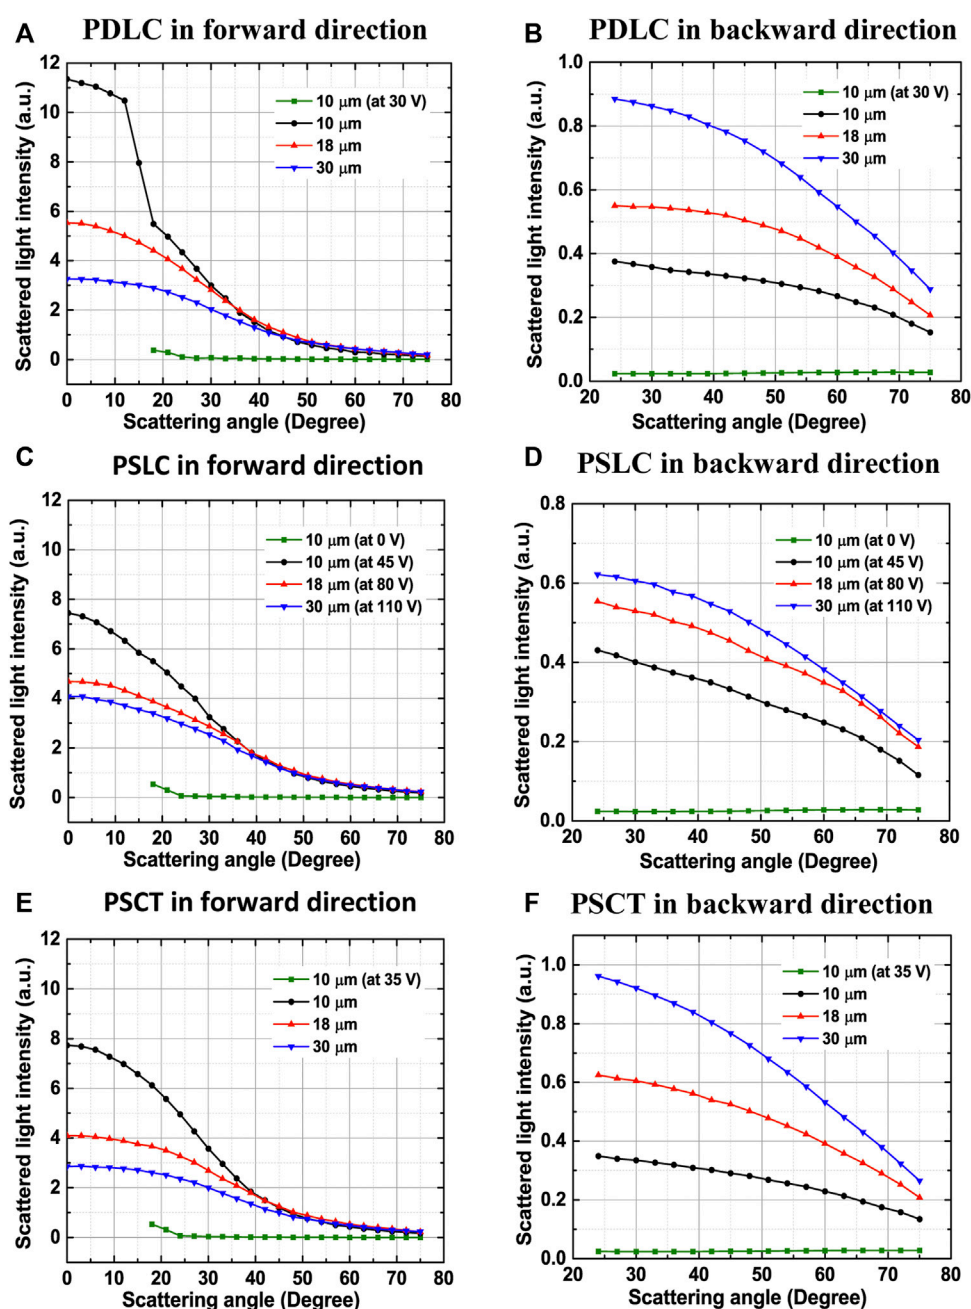 A
PDLC in forward direction
Scattered light intensity (a.u.)
12
10
8
6
4
2
0
10 μm (at 30 V)
10 μm
18 μm
30 μm
0 10 20 30 40 50 60 70 80
Scattering angle (Degree)
B
PDLC in backward direction
Scattered light intensity (a.u.)
1.0
0.8
0.6
0.4
0.2
0.0
10 μm (at 30 V)
10 μm
18 μm
30 μm
20 30 40 50 60 70 80
Scattering angle (Degree)
C
PSLC in forward direction
Scattered light intensity (a.u.)
12
10
8
6
4
2
0
10 μm (at 0 V)
10 μm (at 45 V)
18 μm (at 80 V)
30 μm (at 110 V)
0 10 20 30 40 50 60 70 80
Scattering angle (Degree)
D
PSLC in backward direction
Scattered light intensity (a.u.)
0.8
0.6
0.4
0.2
0.0
10 μm (at 0 V)
10 μm (at 45 V)
18 μm (at 80 V)
30 μm (at 110 V)
20 30 40 50 60 70 80
Scattering angle (Degree)
E
PSCT in forward direction
Scattered light intensity (a.u.)
12
10
8
6
4
2
0
10 μm (at 35 V)
10 μm
18 μm
30 μm
0 10 20 30 40 50 60 70 80
Scattering angle (Degree)
F
PSCT in backward direction
Scattered light intensity (a.u.)
1.0
0.8
0.6
0.4
0.2
0.0
10 μm (at 35 V)
10 μm
18 μm
30 μm
20 30 40 50 60 70 80
Scattering angle (Degree)